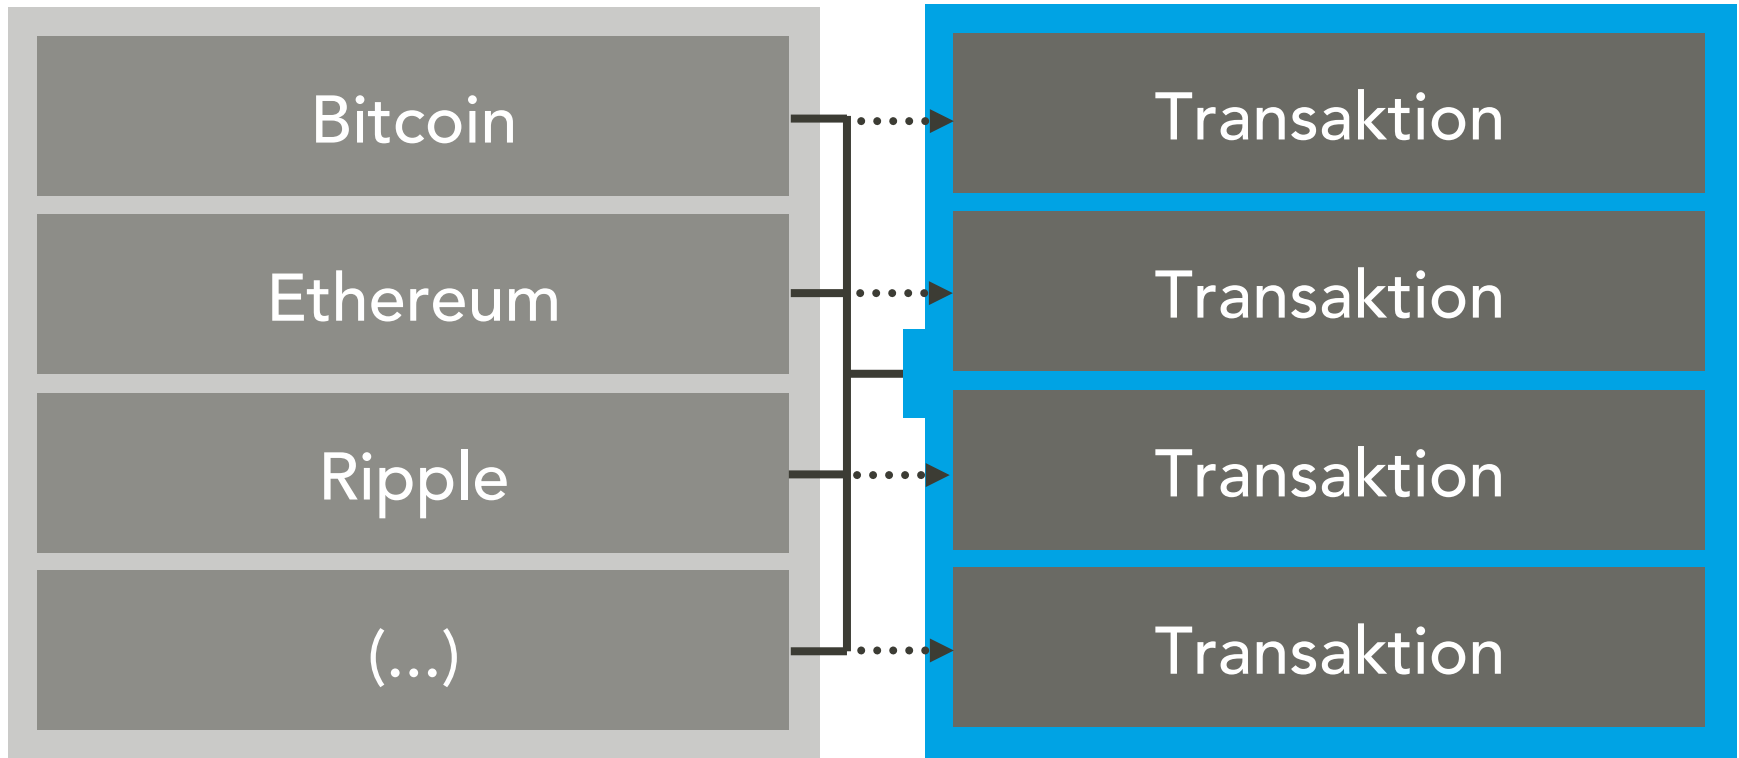 Bitcoin
Transaktion
Ethereum
Transaktion
Ripple
Transaktion
(...)
Transaktion